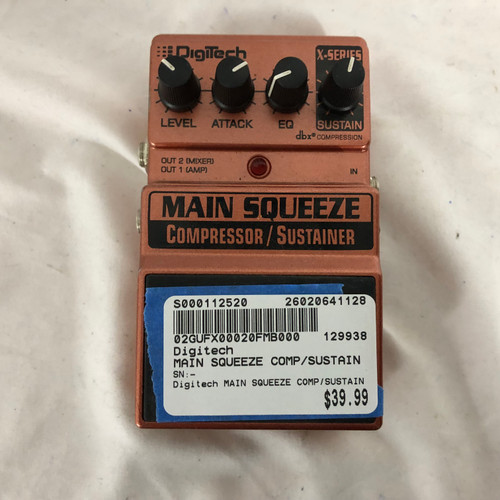 DigiTech X-SERIES
LEVEL ATTACK EQ SUSTAIN
dbx® COMPRESSION
OUT 2 (MIXER)
OUT 1 (AMP) IN
MAIN SQUEEZE
COMPRESSOR/SUSTAINER
S000112520 26020641128
02GUFX00020FMB000 129938
Digitech
MAIN SQUEEZE COMP/SUSTAIN
SN:-
Digitech MAIN SQUEEZE COMP/SUSTAIN
$39.99